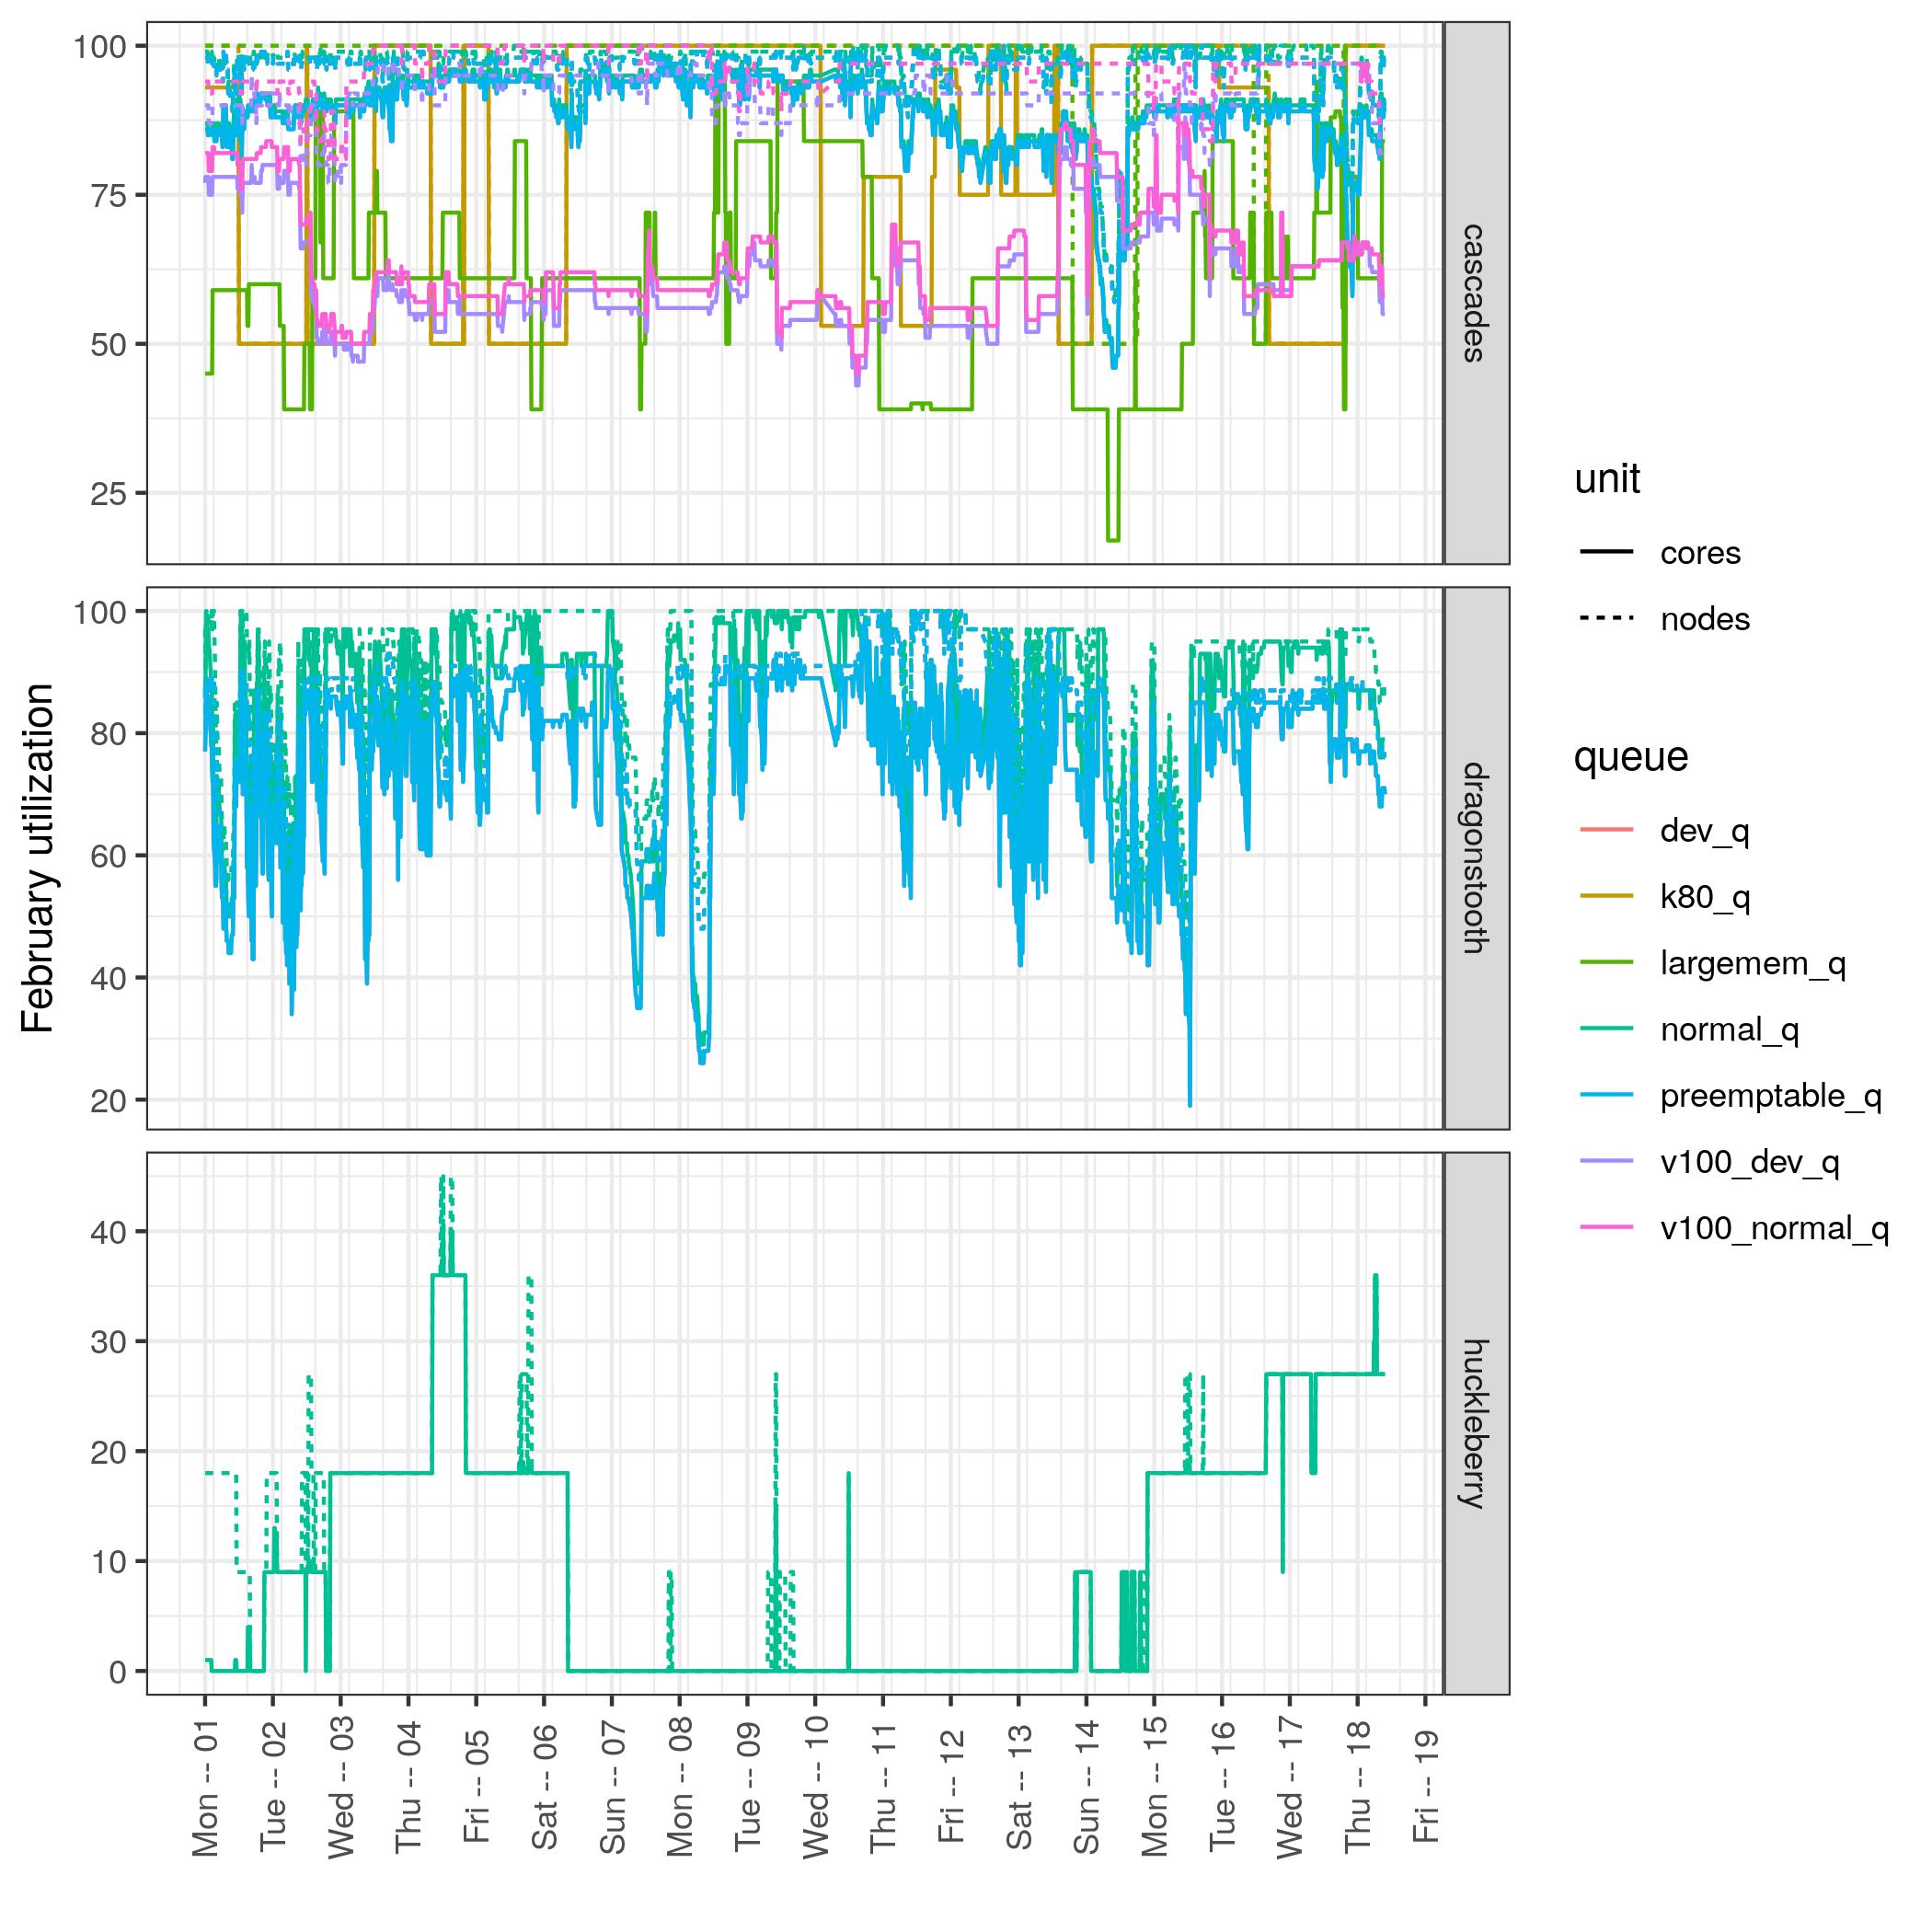 February utilization
100
75
50
25
cascades
100
80
60
40
20
dragonstooth
40
30
20
10
0
huckleberry
Mon -- 01
Tue -- 02
Wed -- 03
Thu -- 04
Fri -- 05
Sat -- 06
Sun -- 07
Mon -- 08
Tue -- 09
Wed -- 10
Thu -- 11
Fri -- 12
Sat -- 13
Sun -- 14
Mon -- 15
Tue -- 16
Wed -- 17
Thu -- 18
Fri -- 19
unit
cores
nodes
queue
dev_q
k80_q
largemem_q
normal_q
preemptable_q
v100_dev_q
v100_normal_q